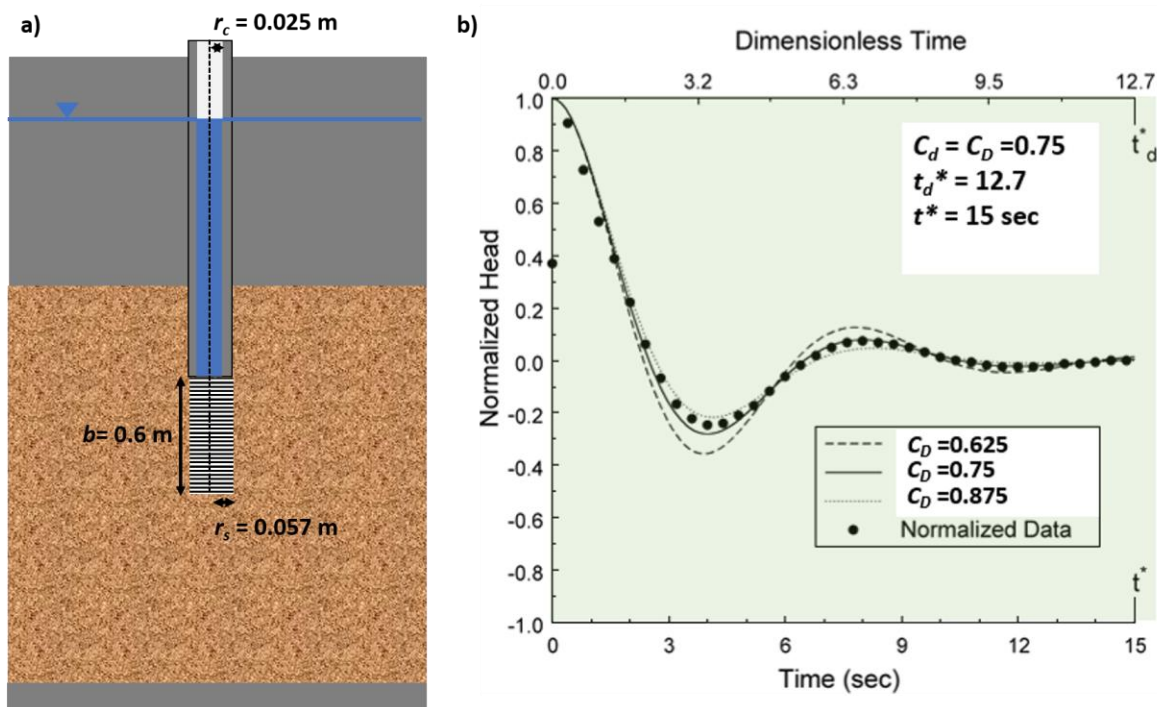 a)
r_c = 0.025 m
b= 0.6 m
r_s = 0.057 m
b)
Dimensionless Time
0.0 3.2 6.3 9.5 12.7
1.0
0.8
0.6
0.4
0.2
0.0
-0.2
-0.4
-0.6
-0.8
-1.0
Normalized Head
C_d = C_D =0.75
t_d* = 12.7
t* = 15 sec
t*_d
C_D =0.625
C_D =0.75
C_D =0.875
Normalized Data
t*
0 3 6 9 12 15
Time (sec)